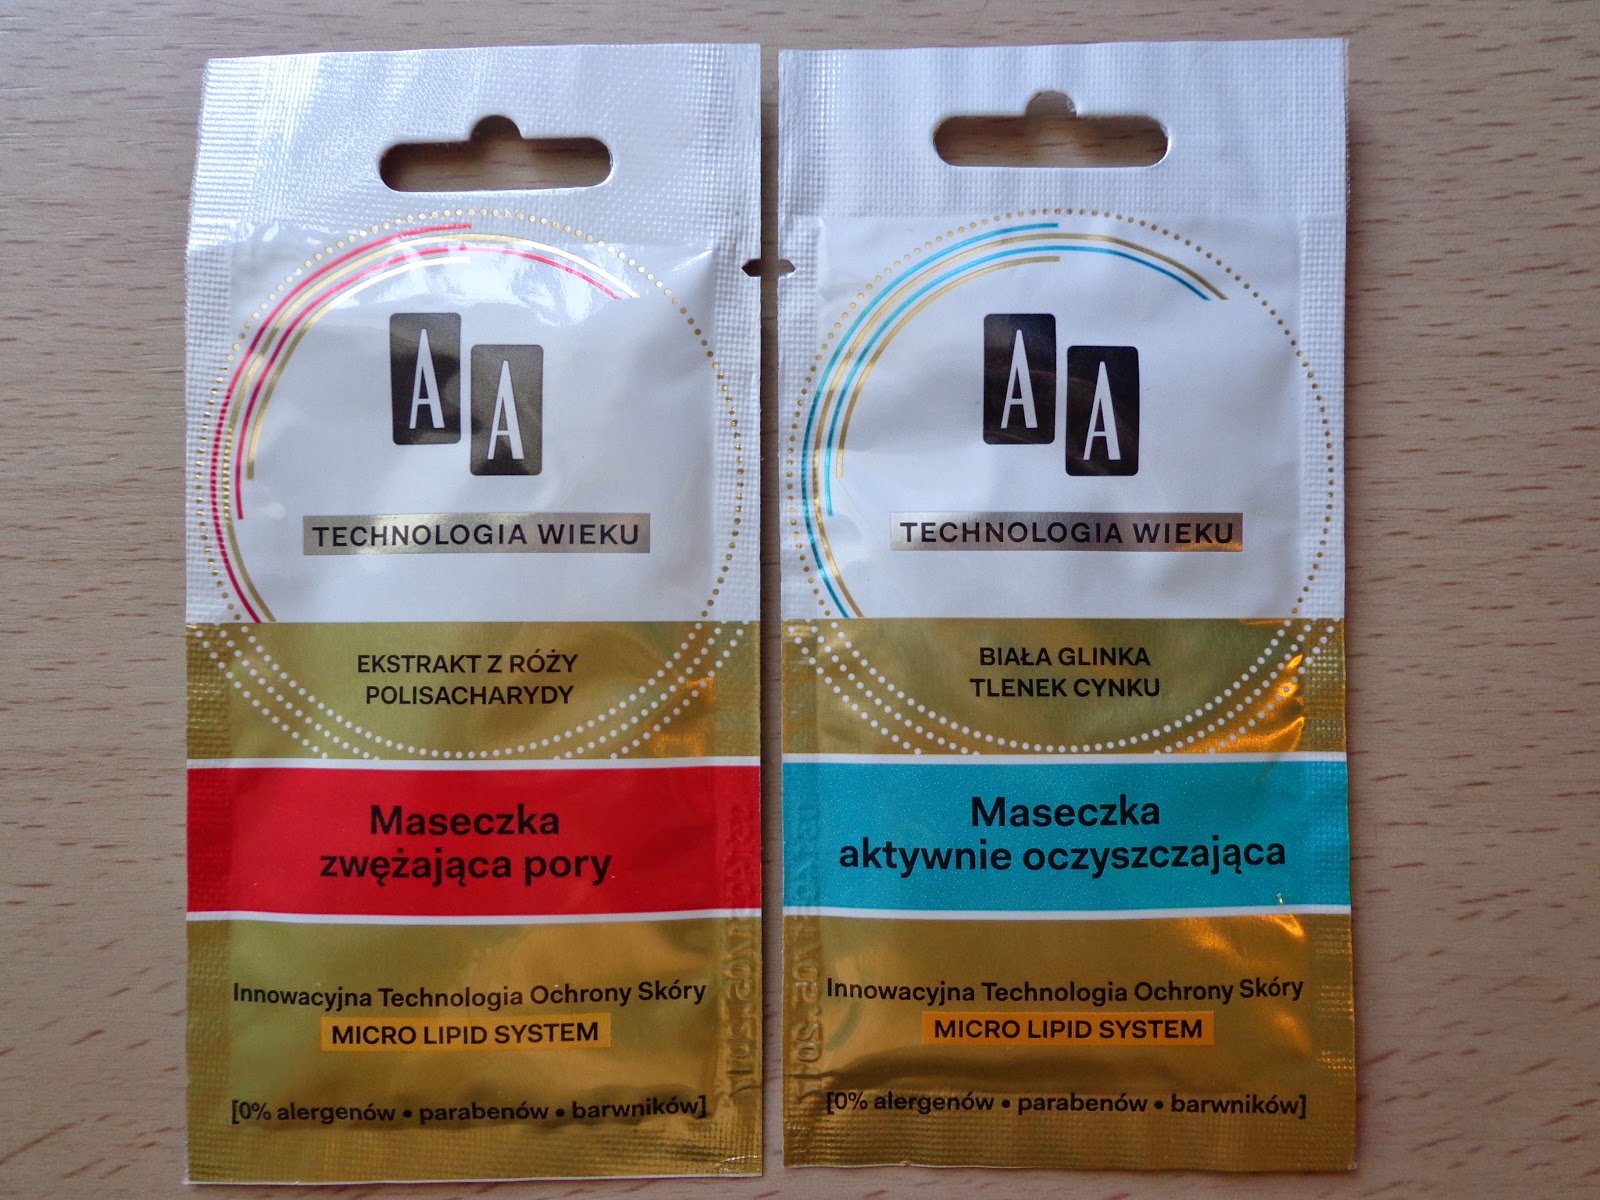 AA
TECHNOLOGIA WIEKU
EKSTRAKT Z RÓŻY
POLISACHARYDY
Maseczka
zwężająca pory
Innowacyjna Technologia Ochrony Skóry
MICRO LIPID SYSTEM
[0% alergenów • parabenów • barwników]
AA
TECHNOLOGIA WIEKU
BIAŁA GLINKA
TLENEK CYNKU
Maseczka
aktywnie oczyszczająca
Innowacyjna Technologia Ochrony Skóry
MICRO LIPID SYSTEM
[0% alergenów • parabenów • barwników]